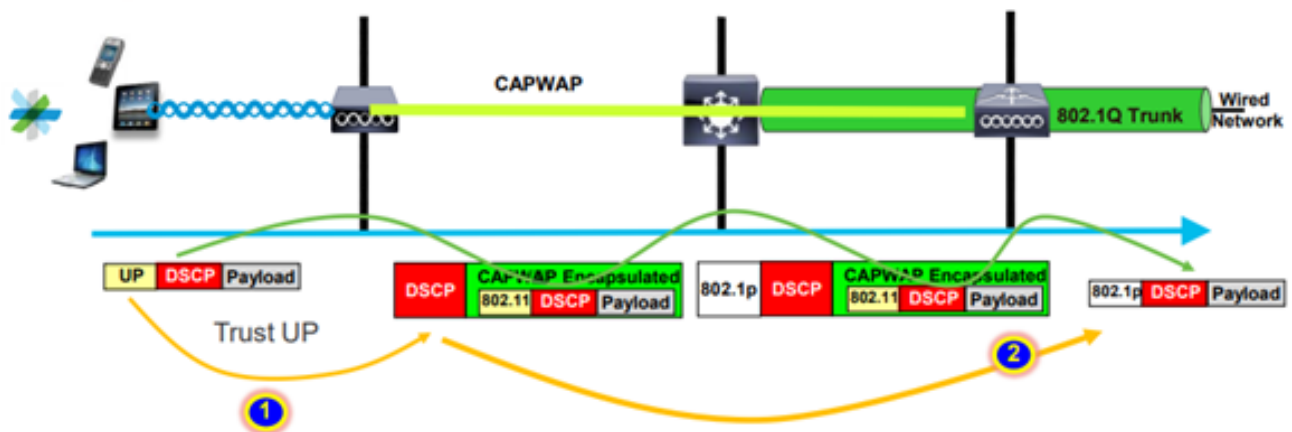 CAPWAP
802.1Q Trunk
Wired
Network
UP DSCP Payload
DSCP
CAPWAP Encapsulated
802.11 DSCP Payload
802.1p DSCP
CAPWAP Encapsulated
802.11 DSCP Payload
802.1p DSCP Payload
Trust UP
1
2